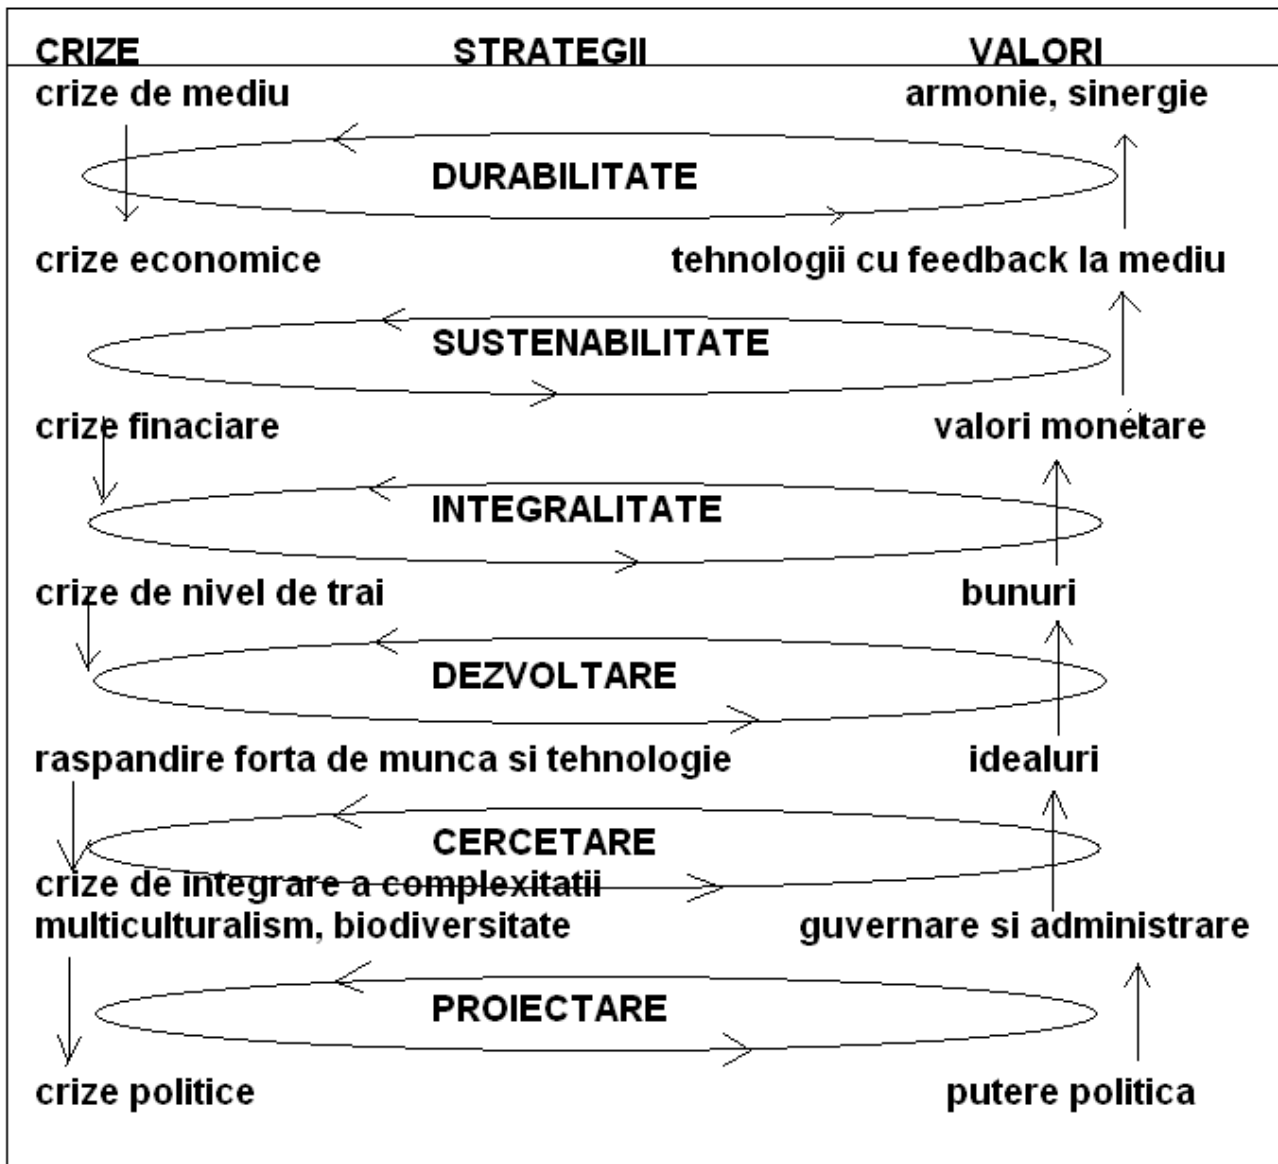 CRIZE STRATEGII VALORI
crize de mediu armonie, sinergie
DURABILITATE
crize economice tehnologii cu feedback la mediu
SUSTENABILITATE
crize finaciare valori monetare
INTEGRALITATE
crize de nivel de trai bunuri
DEZVOLTARE
raspandire forta de munca si tehnologie idealuri
CERCETARE
crize de integrare a complexitatii
multiculturalism, biodiversitate guvernare si administrare
PROIECTARE
crize politice putere politica